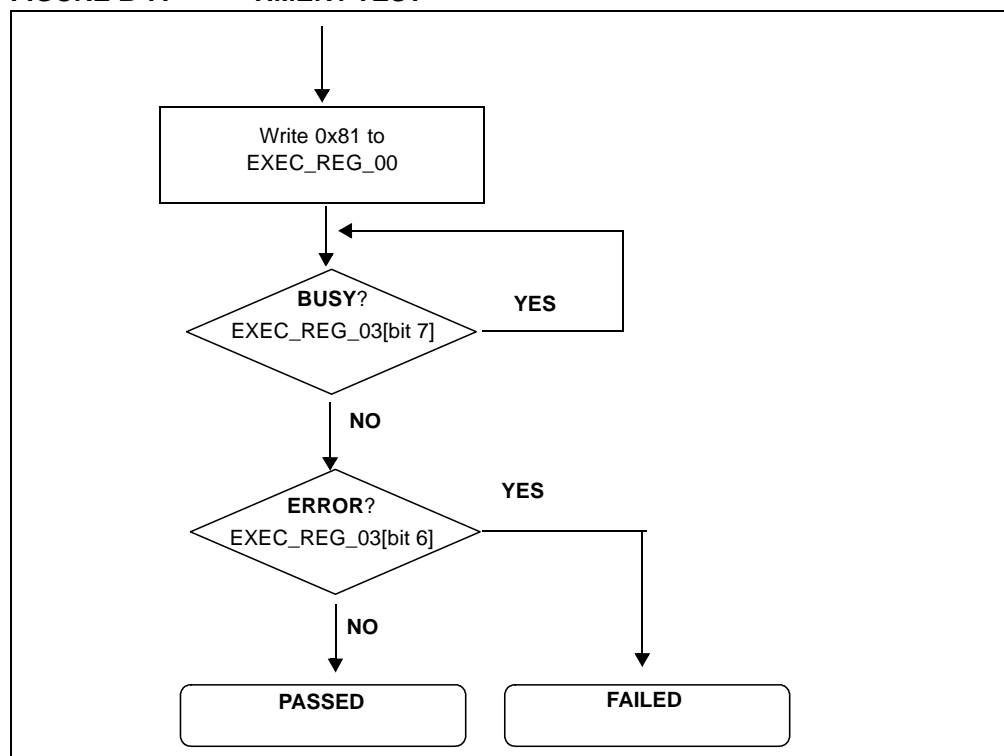 Write 0x81 to
EXEC_REG_00
BUSY?
EXEC_REG_03[bit 7]
YES
NO
ERROR?
EXEC_REG_03[bit 6]
YES
NO
PASSED
FAILED